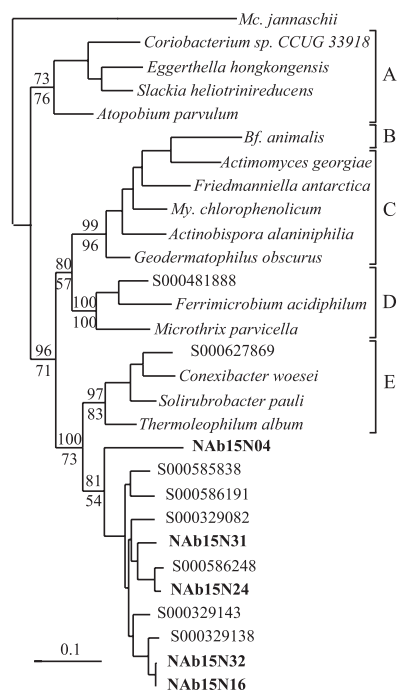 Mc. jannaschii
Coriobacterium sp. CCUG 33918
Eggerthella hongkongensis
73
A
Slackia heliotrinireducens
76
Atopobium parvulum
Bf. animalis
B
Actimomyces georgiae
Friedmanniella antarctica
My. chlorophenolicum
C
99
Actinobispora alaniniphilia
96
Geodermatophilus obscurus
80
57
S000481888
100
Ferrimicrobium acidiphilum
D
100
Microthrix parvicella
96
S000627869
71
Conexibacter woesei
E
97
Solirubrobacter pauli
83
Thermoleophilum album
100
NAb15N04
73
81
S000585838
54
S000586191
S000329082
NAb15N31
S000586248
NAb15N24
S000329143
S000329138
0.1
NAb15N32
NAb15N16